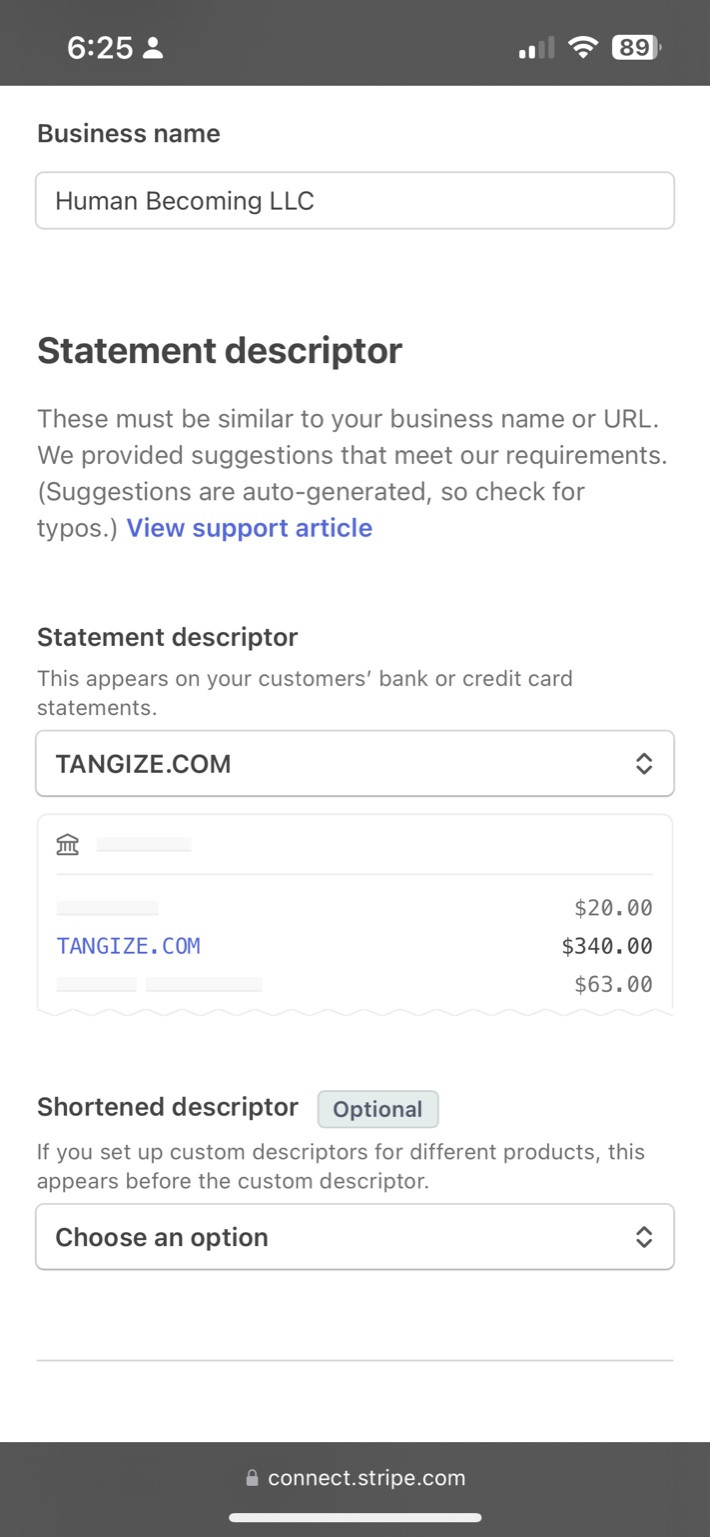 6:25
89
Business name
Human Becoming LLC
Statement descriptor
These must be similar to your business name or URL.
We provided suggestions that meet our requirements.
(Suggestions are auto-generated, so check for
typos.) View support article
Statement descriptor
This appears on your customers’ bank or credit card
statements.
TANGIZE.COM
$20.00
TANGIZE.COM $340.00
$63.00
Shortened descriptor Optional
If you set up custom descriptors for different products, this
appears before the custom descriptor.
Choose an option
connect.stripe.com